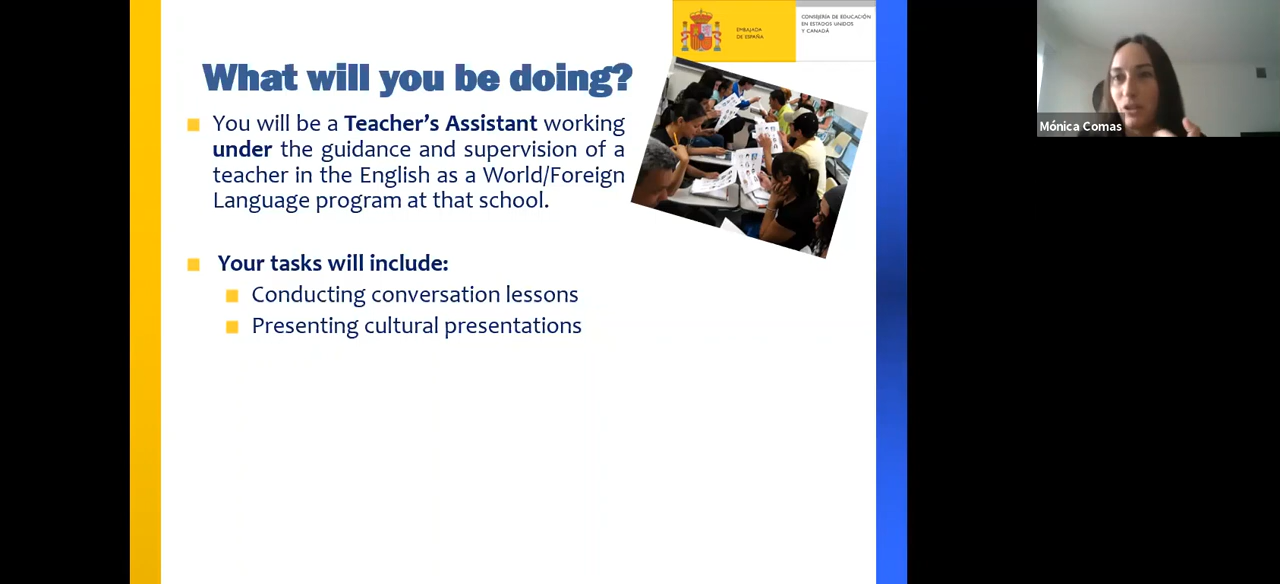 EMBAJADA
DE ESPAÑA
CONSEJERÍA DE EDUCACIÓN
EN ESTADOS UNIDOS
Y CANADÁ
What will you be doing?
You will be a Teacher's Assistant working
under the guidance and supervision of a
teacher in the English as a World/Foreign
Language program at that school.
Your tasks will include:
Conducting conversation lessons
Presenting cultural presentations
Mónica Comas